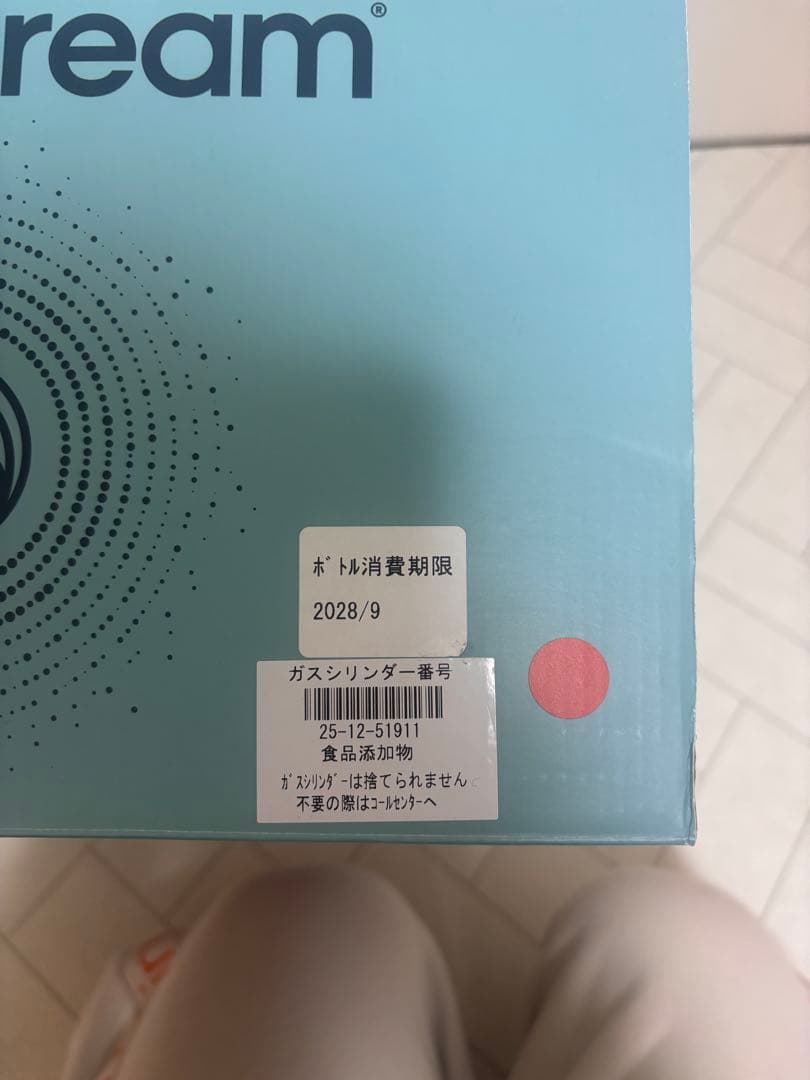 ream®
ボトル消費期限
2028/9
ガスシリンダー番号
25-12-51911
食品添加物
ガスシリンダーは捨てられません
不要の際はコールセンターへ